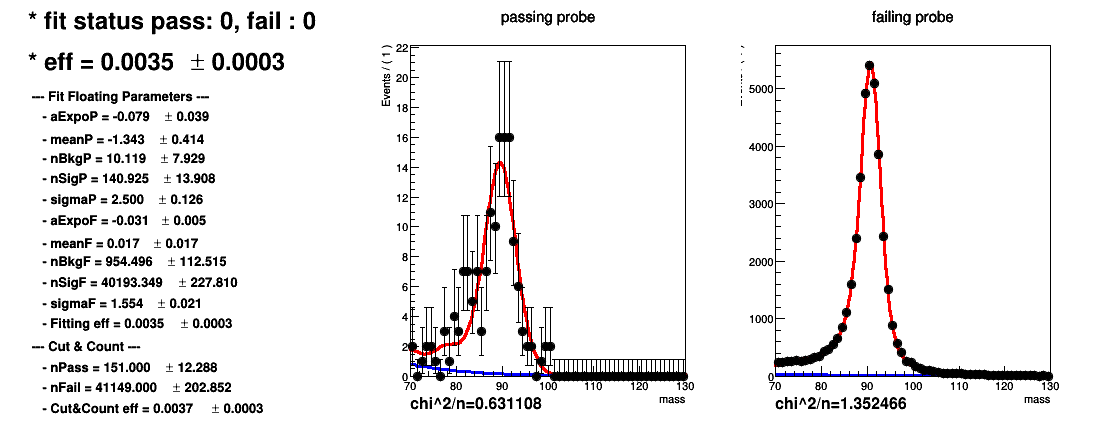 * fit status pass: 0, fail : 0
* eff = 0.0035 ± 0.0003
--- Fit Floating Parameters ---
- aExpoP = -0.079 ± 0.039
- meanP = -1.343 ± 0.414
- nBkgP = 10.119 ± 7.929
- nSigP = 140.925 ± 13.908
- sigmaP = 2.500 ± 0.126
- aExpoF = -0.031 ± 0.005
- meanF = 0.017 ± 0.017
- nBkgF = 954.496 ± 112.515
- nSigF = 40193.349 ± 227.810
- sigmaF = 1.554 ± 0.021
- Fitting eff = 0.0035 ± 0.0003
--- Cut & Count ---
- nPass = 151.000 ± 12.288
- nFail = 41149.000 ± 202.852
- Cut&Count eff = 0.0037 ± 0.0003
passing probe
Events / ( 1 )
22
20
18
16
14
12
10
8
6
4
2
0
70 80 90 100 110 120 130
mass
chi^2/n=0.631108
failing probe
5000
4000
3000
2000
1000
0
70 80 90 100 110 120 130
mass
chi^2/n=1.352466